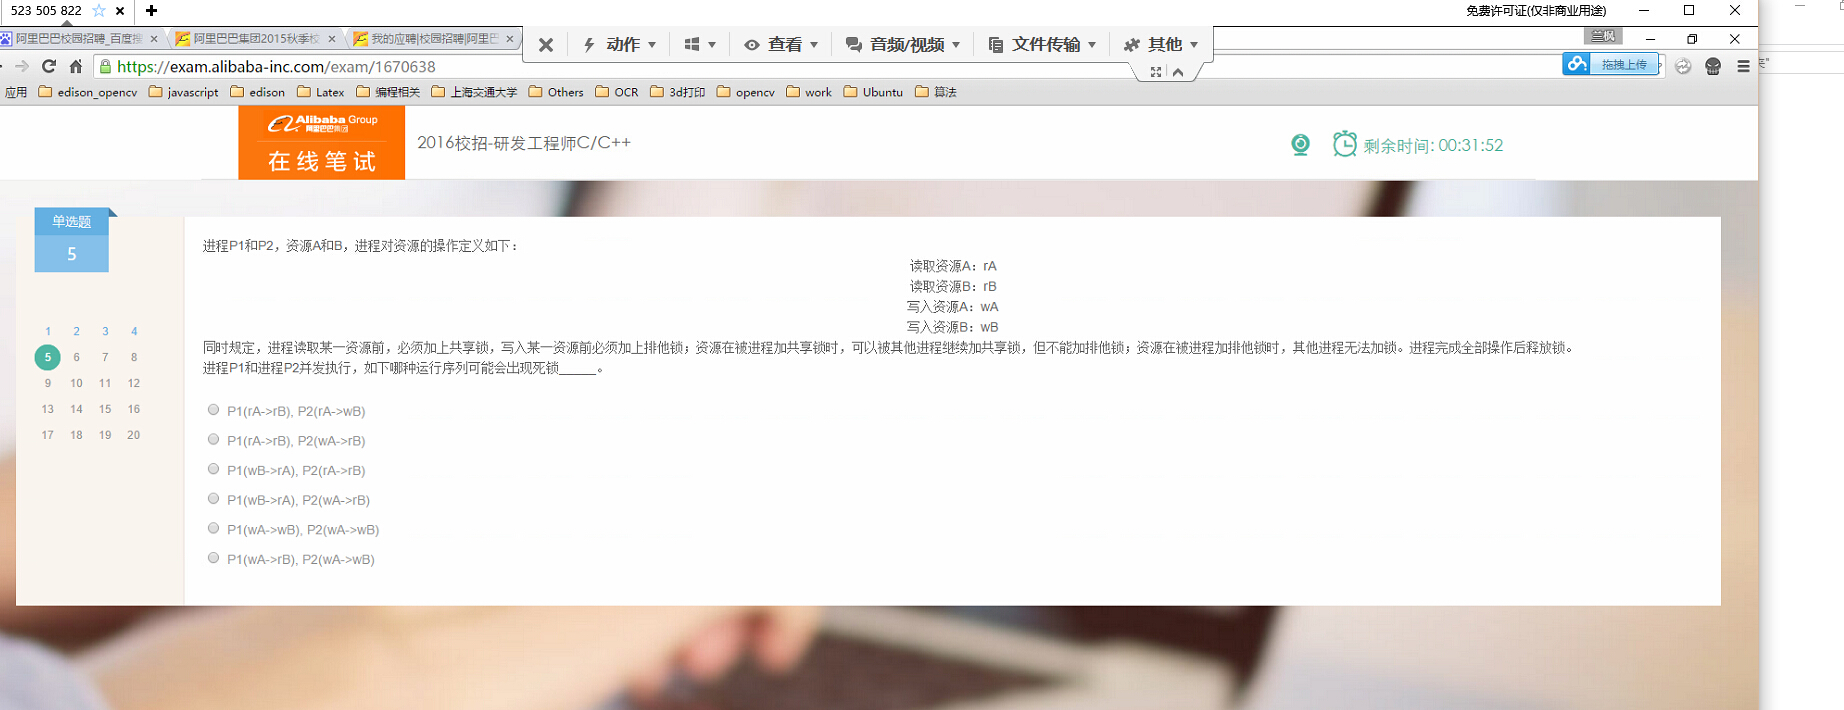 523 505 822
免费许可证(仅非商业用途)
阿里巴巴校园招聘_百度搜
阿里巴巴集团2015秋季校
我的应聘|校园招聘|阿里巴
动作
查看
音频/视频
文件传输
其他
兰枫
https://exam.alibaba-inc.com/exam/1670638
拖拽上传
应用
edison_opencv
javascript
edison
Latex
编程相关
上海交通大学
Others
OCR
3d打印
opencv
work
Ubuntu
算法
Alibaba Group
阿里巴巴集团
在线笔试
2016校招-研发工程师C/C++
剩余时间: 00:31:52
单选题
5
1 2 3 4
5 6 7 8
9 10 11 12
13 14 15 16
17 18 19 20
进程P1和P2，资源A和B，进程对资源的操作定义如下：
读取资源A：rA
读取资源B：rB
写入资源A：wA
写入资源B：wB
同时规定，进程读取某一资源前，必须加上共享锁，写入某一资源前必须加上排他锁；资源在被进程加共享锁时，可以被其他进程继续加共享锁，但不能加排他锁；资源在被进程加排他锁时，其他进程无法加锁。进程完成全部操作后释放锁。
进程P1和进程P2并发执行，如下哪种运行序列可能会出现死锁______。
P1(rA->rB), P2(rA->wB)
P1(rA->rB), P2(wA->rB)
P1(wB->rA), P2(rA->rB)
P1(wB->rA), P2(wA->rB)
P1(wA->wB), P2(wA->wB)
P1(wA->rB), P2(wA->wB)